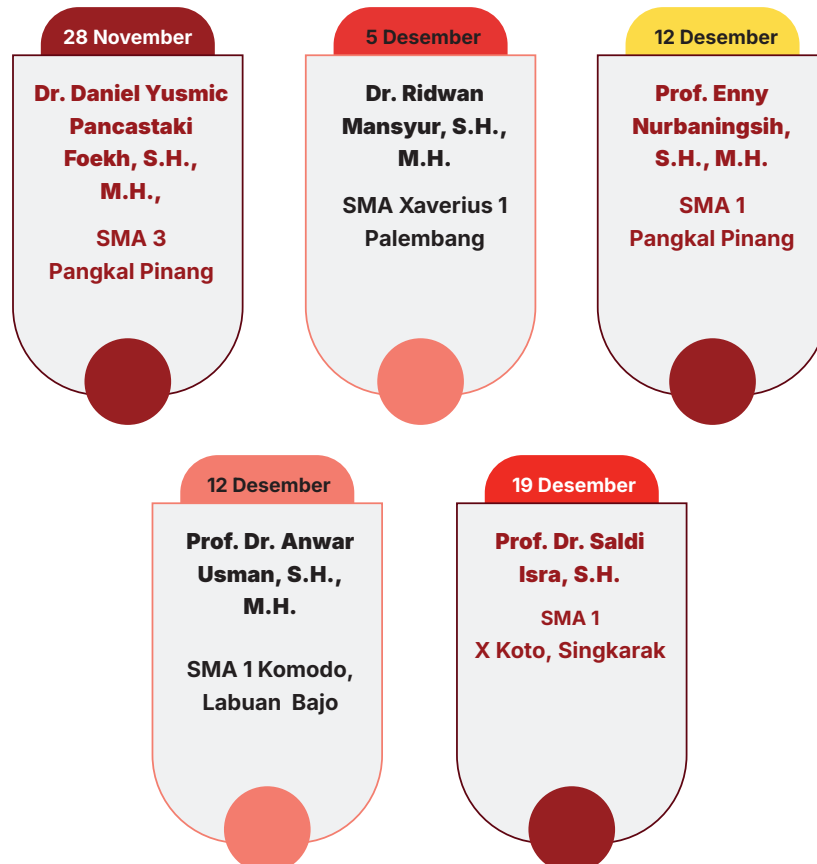 28 November
Dr. Daniel Yusmic
Pancastaki
Foekh, S.H.,
M.H.,
SMA 3
Pangkal Pinang
5 Desember
Dr. Ridwan
Mansyur, S.H.,
M.H.
SMA Xaverius 1
Palembang
12 Desember
Prof. Enny
Nurbaningsih,
S.H., M.H.
SMA 1
Pangkal Pinang
12 Desember
Prof. Dr. Anwar
Usman, S.H.,
M.H.
SMA 1 Komodo,
Labuan Bajo
19 Desember
Prof. Dr. Saldi
Isra, S.H.
SMA 1
X Koto, Singkarak